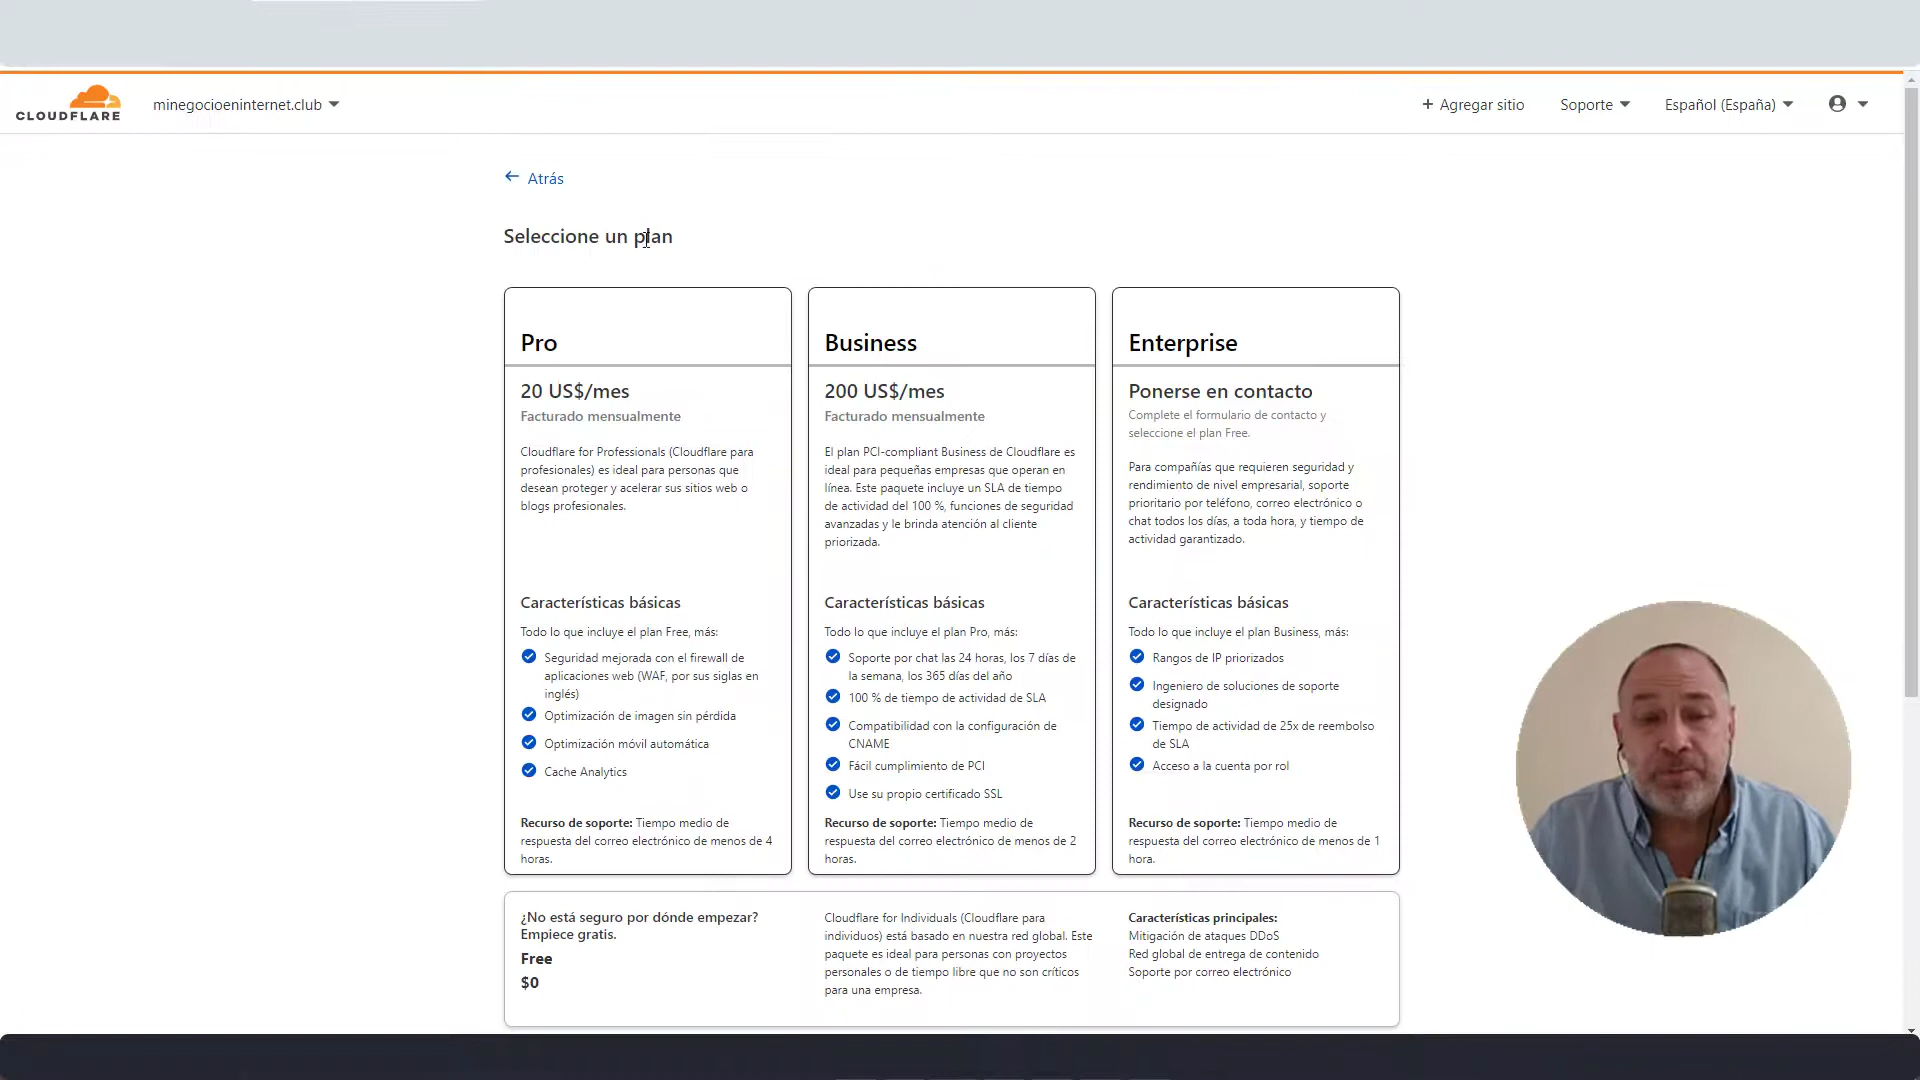 CLOUDFLARE
minegocioeninternet.club
+ Agregar sitio
Soporte
Español (España)
← Atrás
Seleccione un plan
Pro
20 US$/mes
Facturado mensualmente
Cloudflare for Professionals (Cloudflare para
profesionales) es ideal para personas que
desean proteger y acelerar sus sitios web o
blogs profesionales.
Características básicas
Todo lo que incluye el plan Free, más:
Seguridad mejorada con el firewall de
aplicaciones web (WAF, por sus siglas en
inglés)
Optimización de imagen sin pérdida
Optimización móvil automática
Cache Analytics
Recurso de soporte: Tiempo medio de
respuesta del correo electrónico de menos de 4
horas.
Business
200 US$/mes
Facturado mensualmente
El plan PCI-compliant Business de Cloudflare es
ideal para pequeñas empresas que operan en
línea. Este paquete incluye un SLA de tiempo
de actividad del 100 %, funciones de seguridad
avanzadas y le brinda atención al cliente
priorizada.
Características básicas
Todo lo que incluye el plan Pro, más:
Soporte por chat las 24 horas, los 7 días de
la semana, los 365 días del año
100 % de tiempo de actividad de SLA
Compatibilidad con la configuración de
CNAME
Fácil cumplimiento de PCI
Use su propio certificado SSL
Recurso de soporte: Tiempo medio de
respuesta del correo electrónico de menos de 2
horas.
Enterprise
Ponerse en contacto
Complete el formulario de contacto y
seleccione el plan Free.
Para compañías que requieren seguridad y
rendimiento de nivel empresarial, soporte
prioritario por teléfono, correo electrónico o
chat todos los días, a toda hora, y tiempo de
actividad garantizado.
Características básicas
Todo lo que incluye el plan Business, más:
Rangos de IP priorizados
Ingeniero de soluciones de soporte
designado
Tiempo de actividad de 25x de reembolso
de SLA
Acceso a la cuenta por rol
Recurso de soporte: Tiempo medio de
respuesta del correo electrónico de menos de 1
hora.
¿No está seguro por dónde empezar?
Empiece gratis.
Free
$0
Cloudflare for Individuals (Cloudflare para
individuos) está basado en nuestra red global. Este
paquete es ideal para personas con proyectos
personales o de tiempo libre que no son críticos
para una empresa.
Características principales:
Mitigación de ataques DDoS
Red global de entrega de contenido
Soporte por correo electrónico